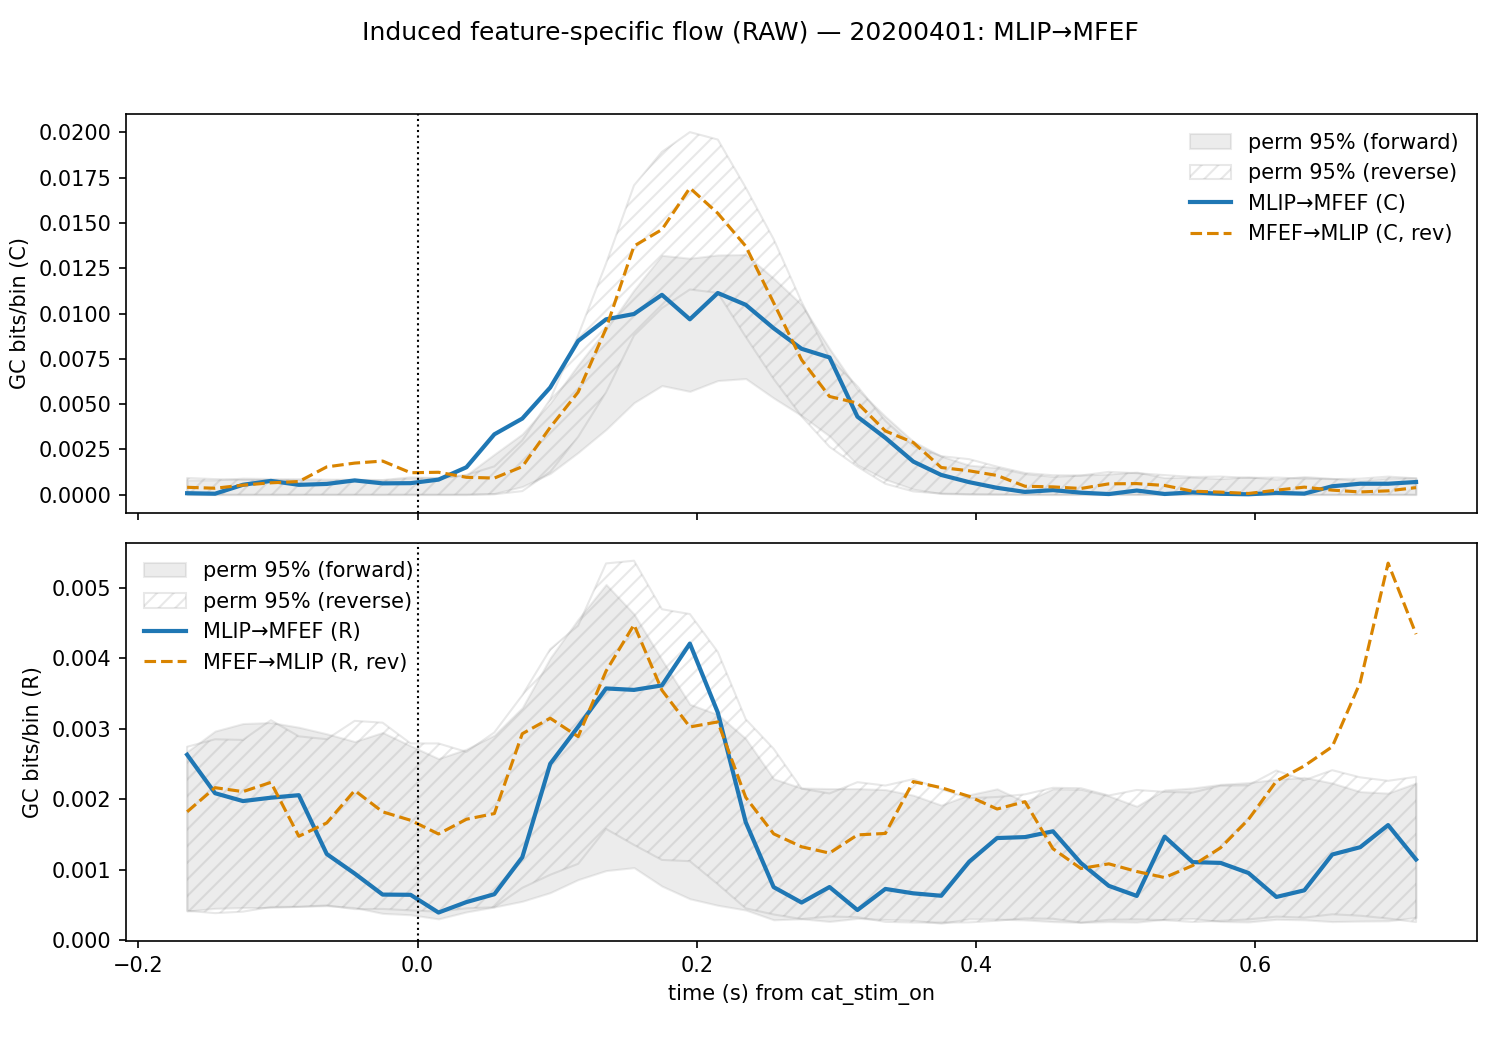 Induced feature-specific flow (RAW) — 20200401: MLIP→MFEF
GC bits/bin (C)
0.0200
0.0175
0.0150
0.0125
0.0100
0.0075
0.0050
0.0025
0.0000
perm 95% (forward)
perm 95% (reverse)
MLIP→MFEF (C)
MFEF→MLIP (C, rev)
GC bits/bin (R)
0.005
0.004
0.003
0.002
0.001
0.000
perm 95% (forward)
perm 95% (reverse)
MLIP→MFEF (R)
MFEF→MLIP (R, rev)
−0.2
0.0
0.2
0.4
0.6
time (s) from cat_stim_on